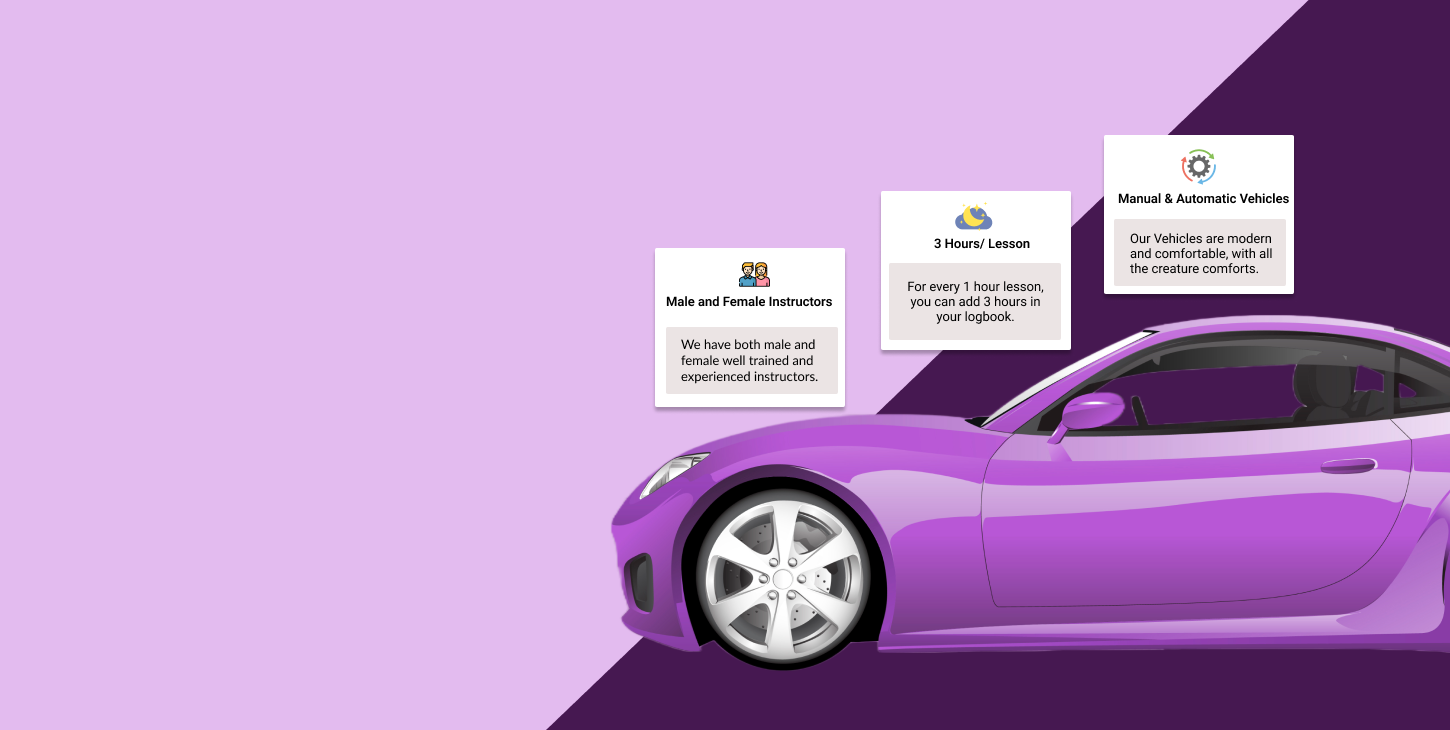 Male and Female Instructors
We have both male and
female well trained and
experienced instructors.
3 Hours/ Lesson
For every 1 hour lesson,
you can add 3 hours in
your logbook.
Manual & Automatic Vehicles
Our Vehicles are modern
and comfortable, with all
the creature comforts.